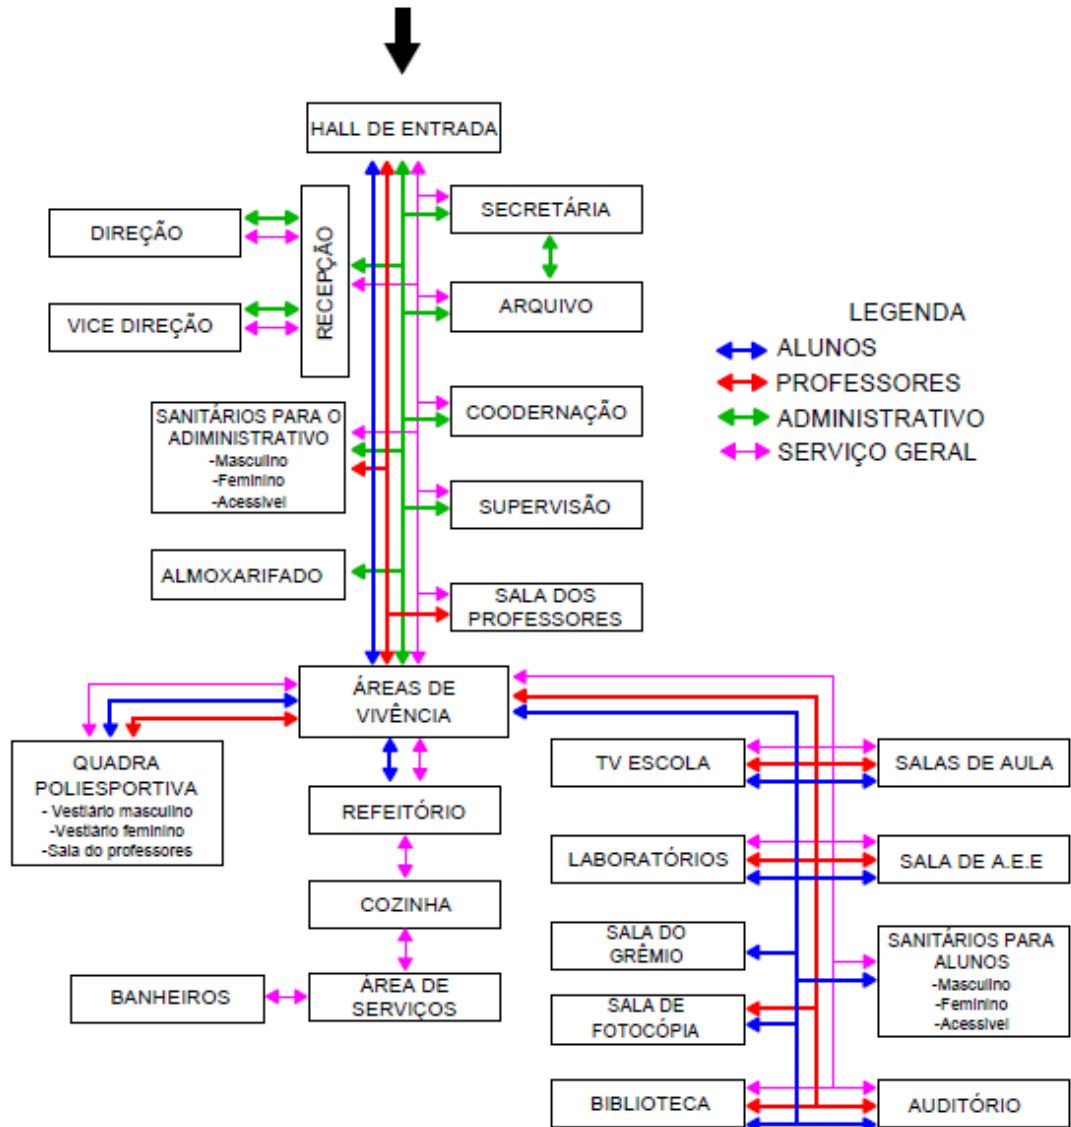 HALL DE ENTRADA
DIREÇÃO
VICE DIREÇÃO
RECEPÇÃO
SECRETÁRIA
ARQUIVO
SANITÁRIOS PARA O
ADIMINISTRATIVO
-Masculino
-Feminino
-Acessivel
COODERNAÇÃO
SUPERVISÃO
ALMOXARIFADO
SALA DOS
PROFESSORES
LEGENDA
ALUNOS
PROFESSORES
ADMINISTRATIVO
SERVIÇO GERAL
ÁREAS DE
VIVÊNCIA
QUADRA
POLIESPORTIVA
- Vestiário masculino
-Vestiário feminino
-Sala do professores
REFEITÓRIO
COZINHA
ÁREA DE
SERVIÇOS
BANHEIROS
TV ESCOLA
SALAS DE AULA
LABORATÓRIOS
SALA DE A.E.E
SALA DO
GRÊMIO
SANITÁRIOS PARA
ALUNOS
-Masculino
-Feminino
-Acessivel
SALA DE
FOTOCÓPIA
BIBLIOTECA
AUDITÓRIO